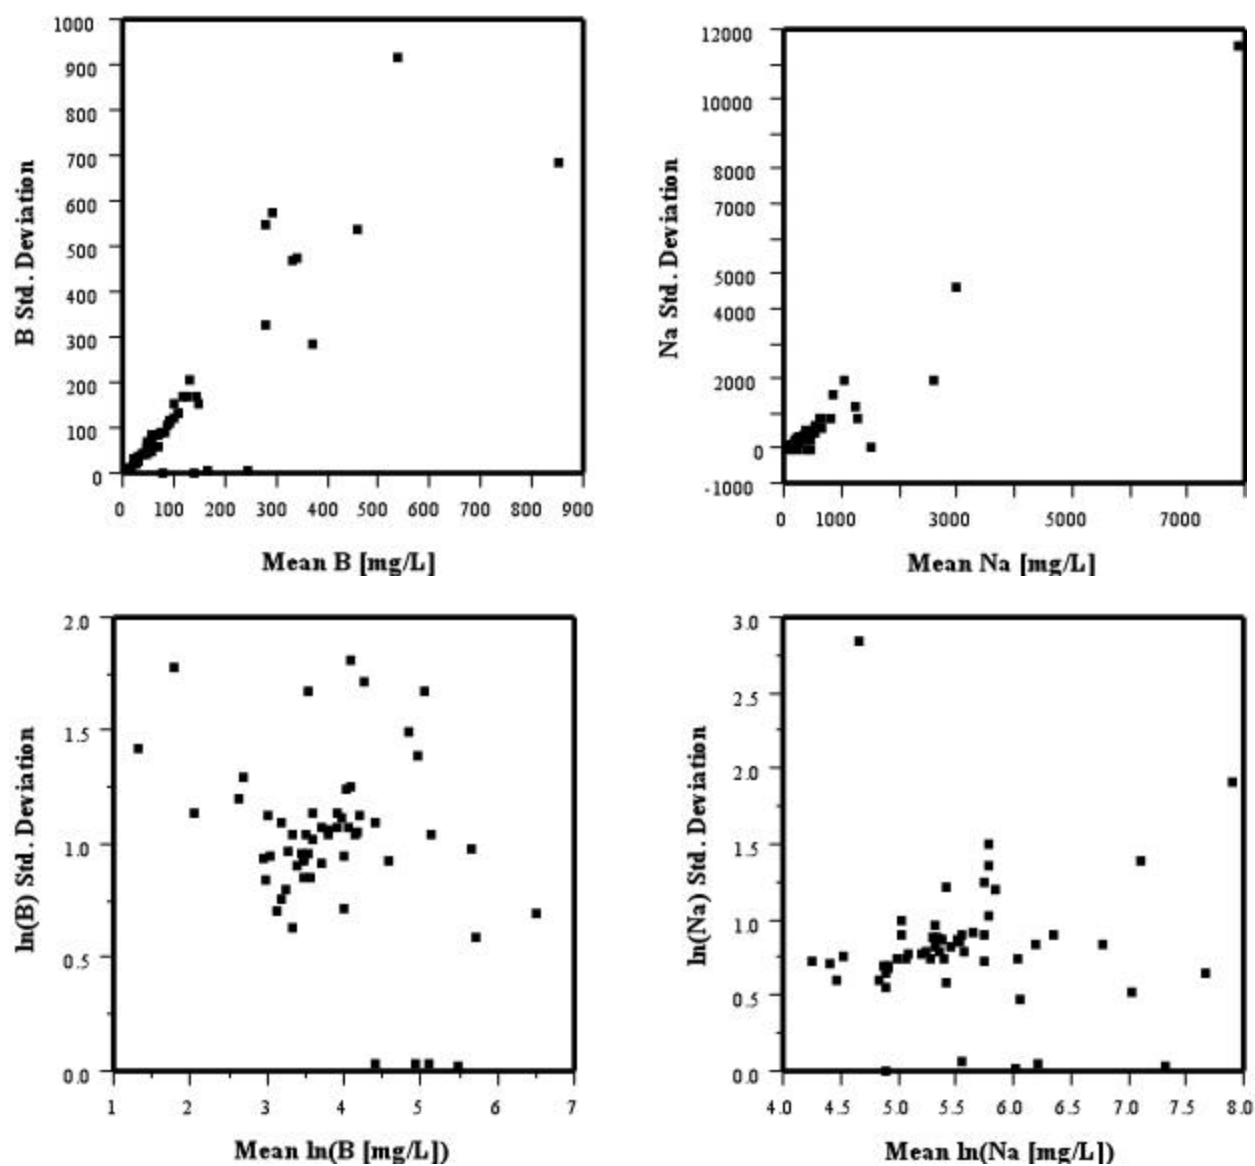 1000
900
800
700
600
500
400
300
200
100
0
B Std. Deviation
0 100 200 300 400 500 600 700 800 900
Mean B [mg/L]
12000
10000
8000
7000
5000
4000
2000
0
-1000
Na Std. Deviation
0 1000 3000 5000 7000
Mean Na [mg/L]
2.0
1.5
1.0
0.5
0.0
ln(B) Std. Deviation
1 2 3 4 5 6 7
Mean ln(B [mg/L])
3.0
2.5
2.0
1.5
1.0
0.5
0.0
ln(Na) Std. Deviation
4.0 4.5 5.0 5.5 6.0 6.5 7.0 7.5 8.0
Mean ln(Na [mg/L])